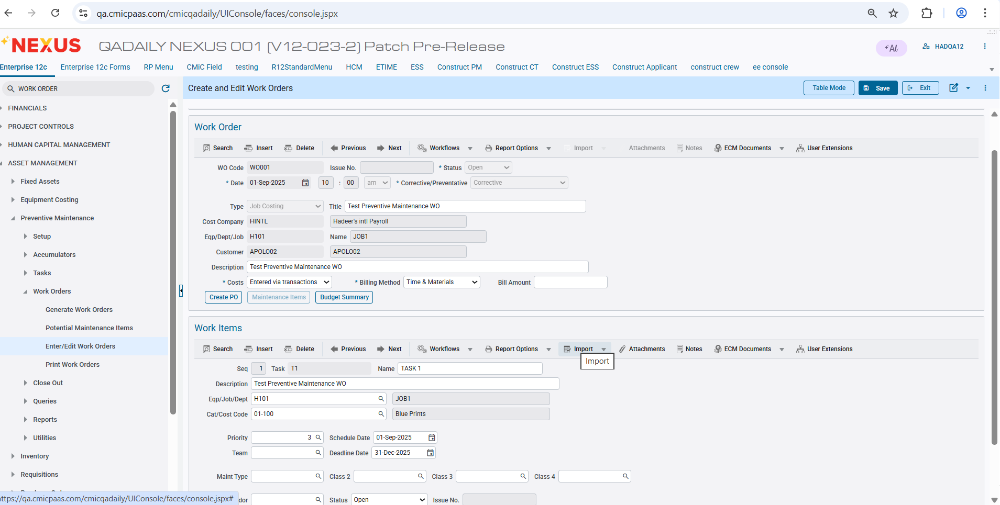 qa.cmicpaas.com/cmicqadaily/UIConsole/faces/console.jspx
NEXUS QADAILY NEXUS 001 (V12-023-2) Patch Pre-Release AI HADQA12
Enterprise 12c Enterprise 12c Forms RP Menu CMiC Field testing R12StandardMenu HCM ETIME ESS Construct PM Construct CT Construct ESS Construct Applicant construct crew ee console
WORK ORDER
FINANCIALS
PROJECT CONTROLS
HUMAN CAPITAL MANAGEMENT
ASSET MANAGEMENT
Fixed Assets
Equipment Costing
Preventive Maintenance
Setup
Accumulators
Tasks
Work Orders
Generate Work Orders
Potential Maintenance Items
Enter/Edit Work Orders
Print Work Orders
Close Out
Queries
Reports
Utilities
Inventory
Requisitions
Create and Edit Work Orders Table Mode Save Exit
Work Order
Search Insert Delete Previous Next Workflows Report Options Import Attachments Notes ECM Documents User Extensions
WO Code WO001 Issue No. * Status Open
* Date 01-Sep-2025 10 : 00 am * Corrective/Preventative Corrective
Type Job Costing Title Test Preventive Maintenance WO
Cost Company HINTL Hadeer's intl Payroll
Eqp/Dept/Job H101 Name JOB1
Customer APOLO02 APOLO02
Description Test Preventive Maintenance WO
* Costs Entered via transactions * Billing Method Time & Materials Bill Amount
Create PO Maintenance Items Budget Summary
Work Items
Search Insert Delete Previous Next Workflows Report Options Import Attachments Notes ECM Documents User Extensions
Import
Seq 1 Task T1 Name TASK 1
Description Test Preventive Maintenance WO
Eqp/Job/Dept H101 JOB1
Cat/Cost Code 01-100 Blue Prints
Priority 3 Schedule Date 01-Sep-2025
Team Deadline Date 31-Dec-2025
Maint Type Class 2 Class 3 Class 4
dor Status Open Issue No.
ttps://qa.cmicpaas.com/cmicqadaily/UIConsole/faces/console.jspx#